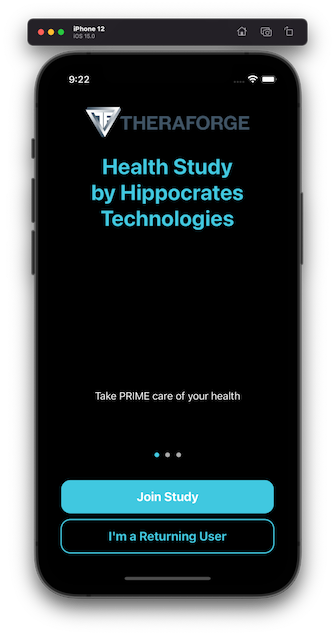 iPhone 12
iOS 15.0
9:22
TF THERAFORGE
Health Study
by Hippocrates
Technologies
Take PRIME care of your health
Join Study
I'm a Returning User